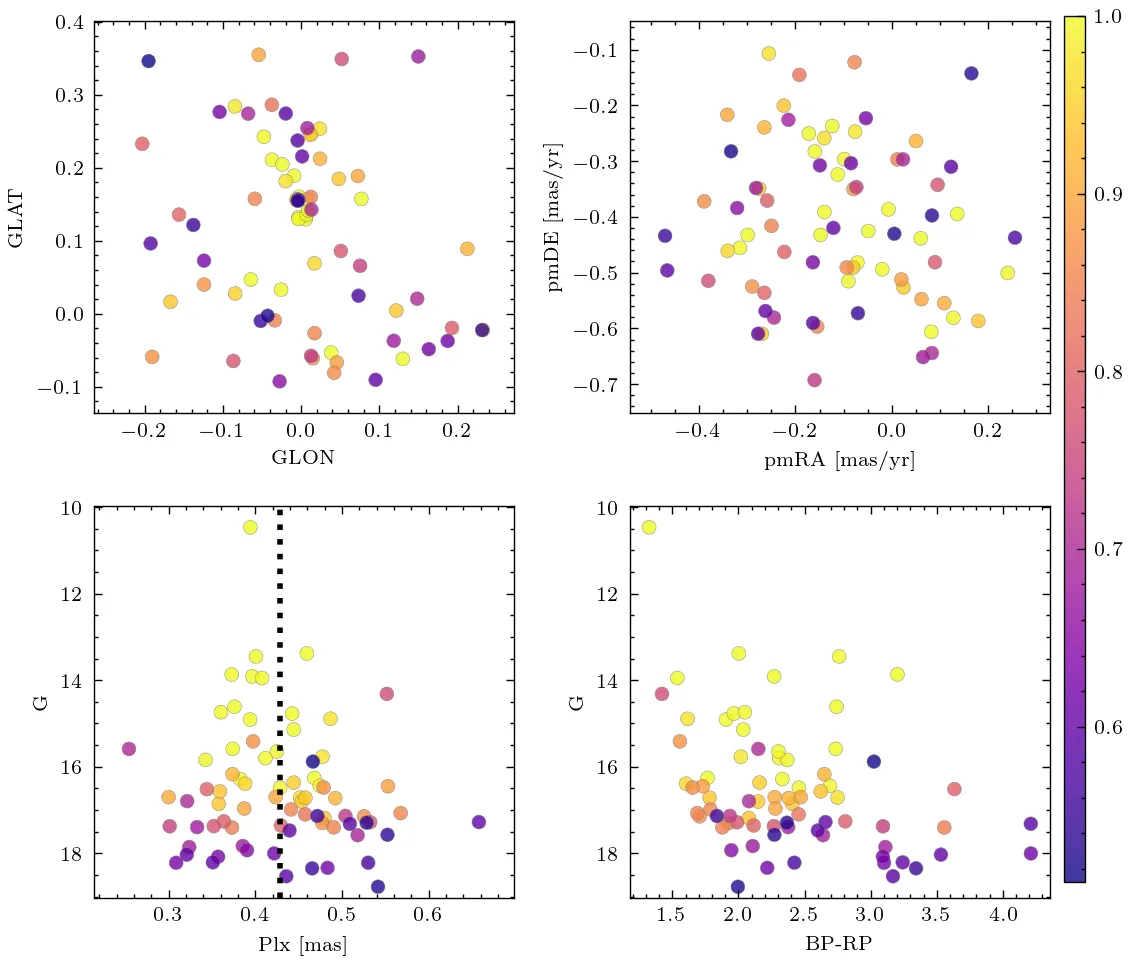 0.4
0.3
0.2
0.1
0.0
−0.1
GLAT
−0.2 −0.1 0.0 0.1 0.2
GLON
−0.1
−0.2
−0.3
−0.4
−0.5
−0.6
−0.7
pmDE [mas/yr]
−0.4 −0.2 0.0 0.2
pmRA [mas/yr]
10
12
14
16
18
G
0.3 0.4 0.5 0.6
Plx [mas]
10
12
14
16
18
G
1.5 2.0 2.5 3.0 3.5 4.0
BP-RP
1.0
0.9
0.8
0.7
0.6